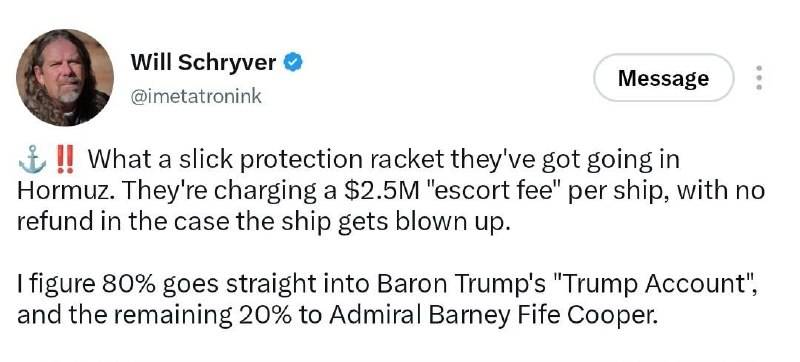 Will Schryver
@imetatronink
Message
⚓‼️ What a slick protection racket they've got going in
Hormuz. They're charging a $2.5M "escort fee" per ship, with no
refund in the case the ship gets blown up.
I figure 80% goes straight into Baron Trump's "Trump Account",
and the remaining 20% to Admiral Barney Fife Cooper.